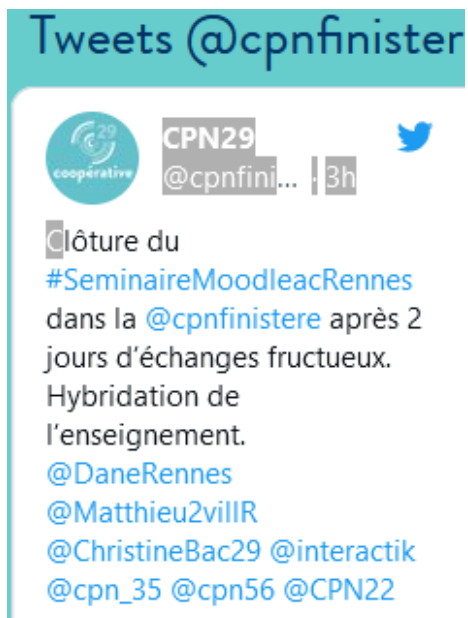 Tweets @cpnfinister
29
coopérative
CPN29
@cpnfini... · 3h
Clôture du
#SeminaireMoodleacRennes
dans la @cpnfinistere après 2
jours d’échanges fructueux.
Hybridation de
l’enseignement.
@DaneRennes
@Matthieu2villR
@ChristineBac29 @interactik
@cpn_35 @cpn56 @CPN22